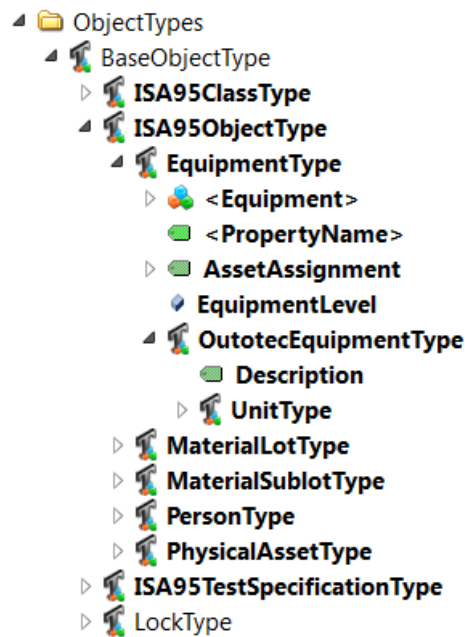 ObjectTypes
BaseObjectType
ISA95ClassType
ISA95ObjectType
EquipmentType
<Equipment>
<PropertyName>
AssetAssignment
EquipmentLevel
OutotecEquipmentType
Description
UnitType
MaterialLotType
MaterialSublotType
PersonType
PhysicalAssetType
ISA95TestSpecificationType
LockType